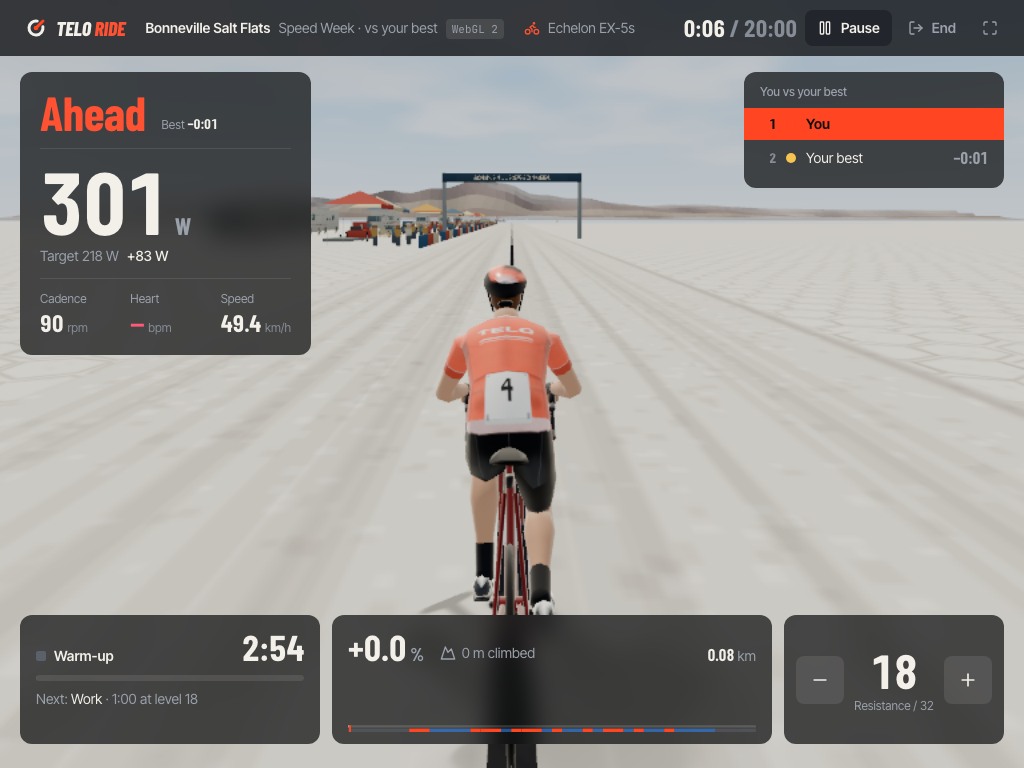 TELO RIDE Bonneville Salt Flats Speed Week · vs your best WebGL 2 Echelon EX-5s 0:06 / 20:00 Pause End
Ahead Best −0:01
301 W
Target 218 W +83 W
Cadence Heart Speed
90 rpm — bpm 49.4 km/h
You vs your best
1 You
2 Your best −0:01
TELO
4
Warm-up 2:54
Next: Work · 1:00 at level 18
+0.0 % 0 m climbed 0.08 km
− 18 +
Resistance / 32